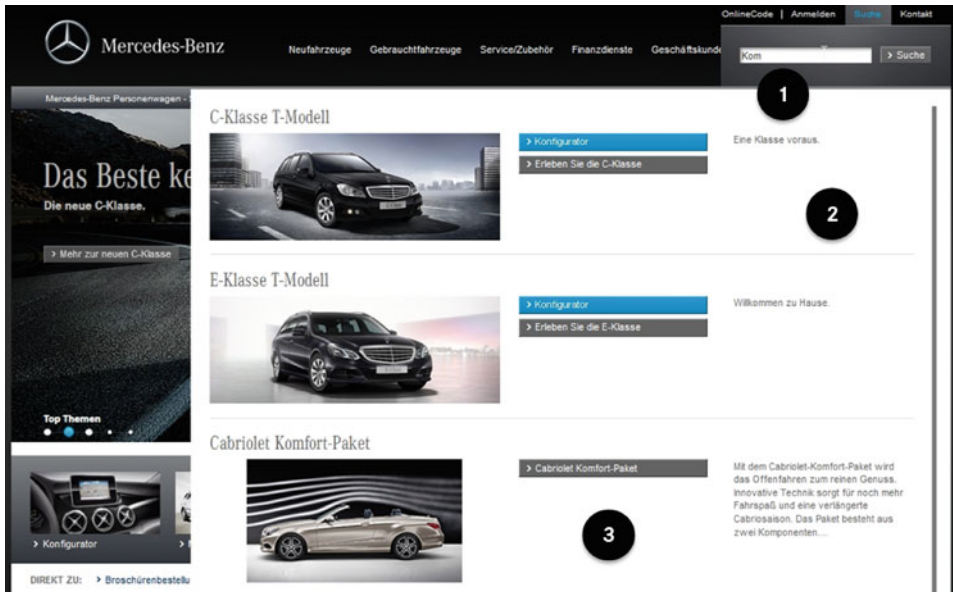 OnlineCode | Anmelden Suche Kontakt
Mercedes-Benz
Neufahrzeuge Gebrauchtfahrzeuge Service/Zubehör Finanzdienste Geschäftskunde
Kom
> Suche
1
Mercedes-Benz Personenwagen -
Das Beste ke
Die neue C-Klasse.
> Mehr zur neuen C-Klasse
Top Themen
> Konfigurator
DIREKT ZU: > Broschürenbestellu
C-Klasse T-Modell
> Konfigurator
> Erleben Sie die C-Klasse
Eine Klasse voraus.
2
E-Klasse T-Modell
> Konfigurator
> Erleben Sie die E-Klasse
Willkommen zu Hause.
Cabriolet Komfort-Paket
> Cabriolet Komfort-Paket
3
Mit dem Cabriolet-Komfort-Paket wird
das Offenfahren zum reinen Genuss.
Innovative Technik sorgt für noch mehr
Fahrspaß und eine verlängerte
Cabriosaison. Das Paket besteht aus
zwei Komponenten....